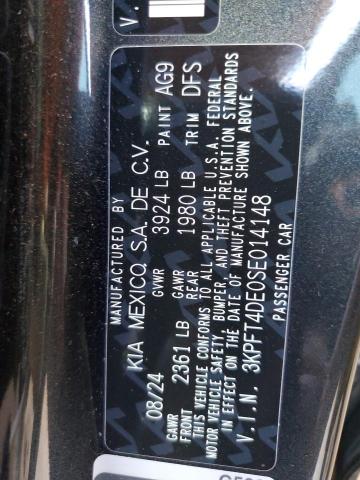 MANUFACTURED BY
KIA MEXICO, S.A. DE C.V.
08/24 GVWR 3924 LB PAINT AG9
GAWR FRONT 2361 LB GAWR REAR 1980 LB TRIM DFS
THIS VEHICLE CONFORMS TO ALL APPLICABLE U.S.A. FEDERAL
MOTOR VEHICLE SAFETY, BUMPER, AND THEFT PREVENTION STANDARDS
IN EFFECT ON THE DATE OF MANUFACTURE SHOWN ABOVE.
V.I.N. 3KPFT4DE0SE014148
PASSENGER CAR
V.